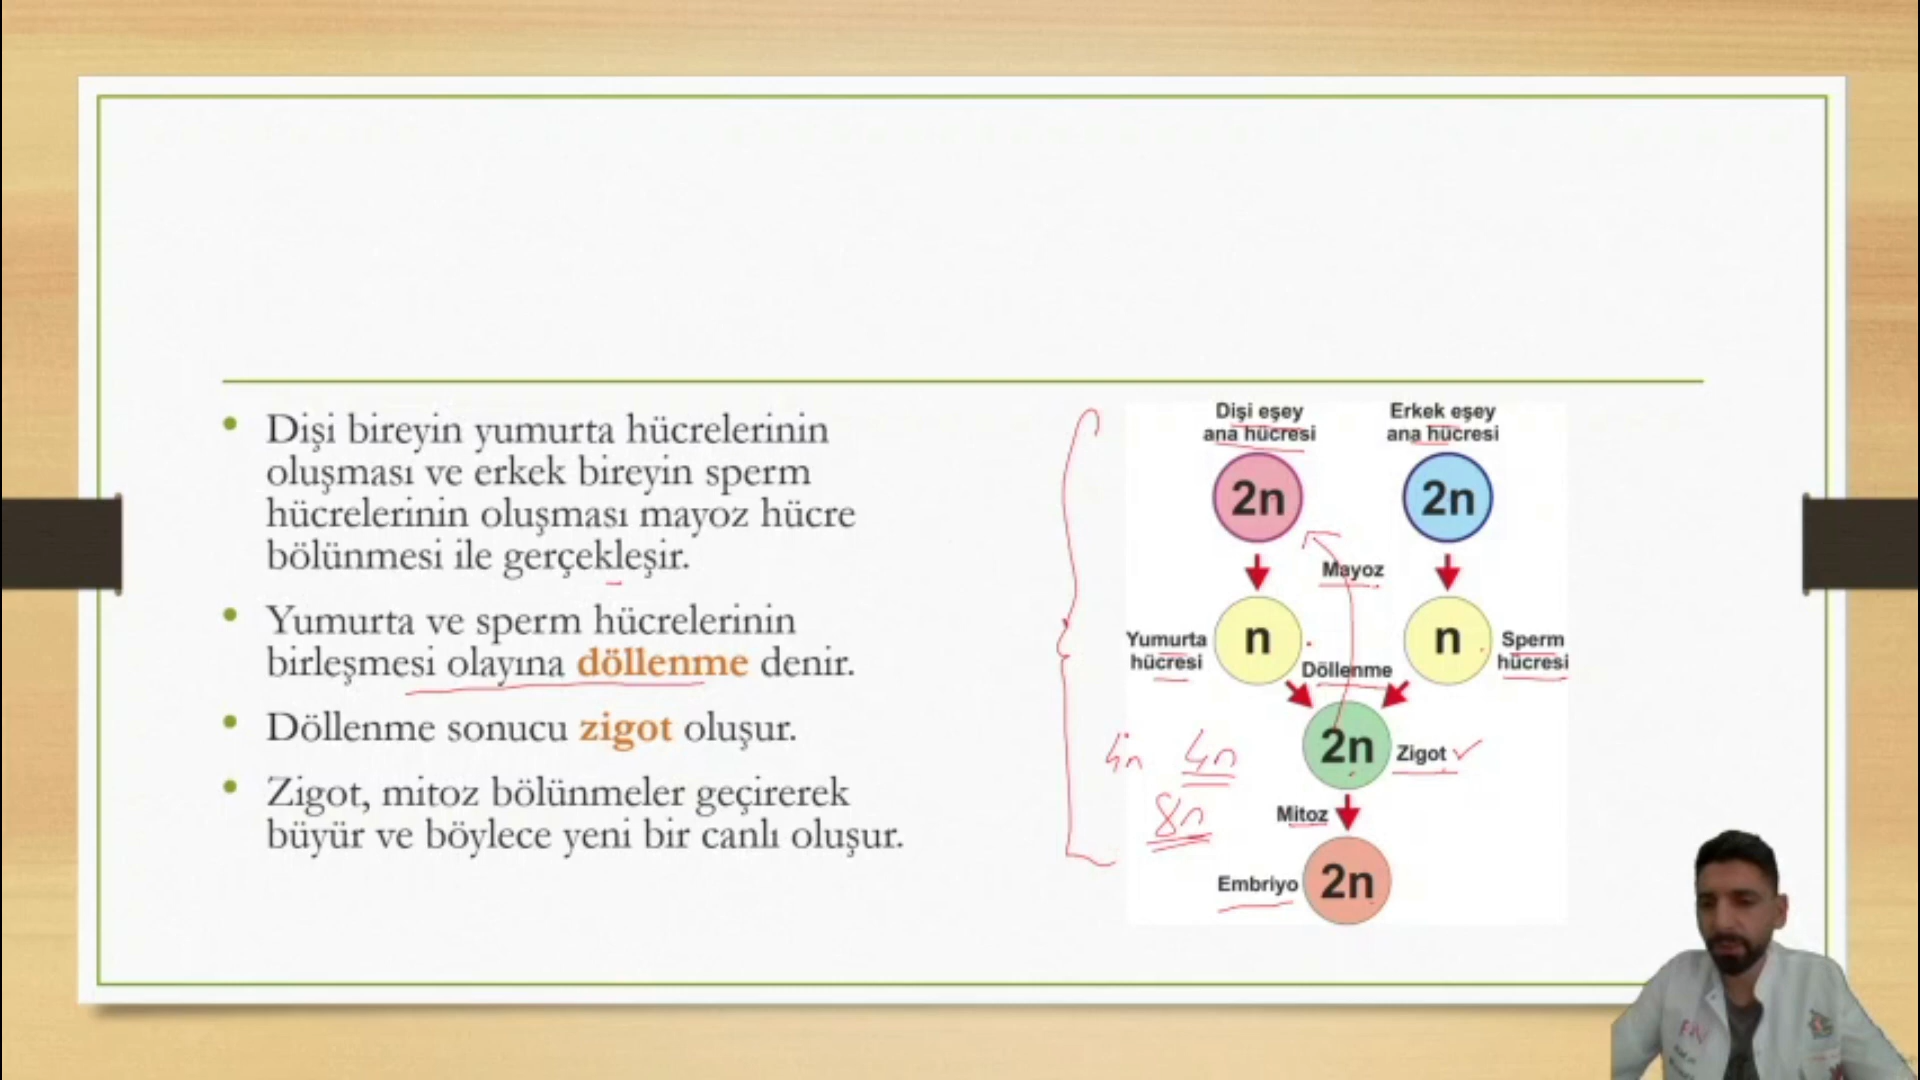 Dişi bireyin yumurta hücrelerinin
oluşması ve erkek bireyin sperm
hücrelerinin oluşması mayoz hücre
bölünmesi ile gerçekleşir.
Yumurta ve sperm hücrelerinin
birleşmesi olayına döllenme denir.
Döllenme sonucu zigot oluşur.
Zigot, mitoz bölünmeler geçirerek
büyür ve böylece yeni bir canlı oluşur.
Dişi eşey
ana hücresi
Erkek eşey
ana hücresi
2n
2n
Mayoz
Yumurta
hücresi
n
n
Sperm
hücresi
Döllenme
4n 4n
8n
2n
Zigot
Mitoz
Embriyo
2n